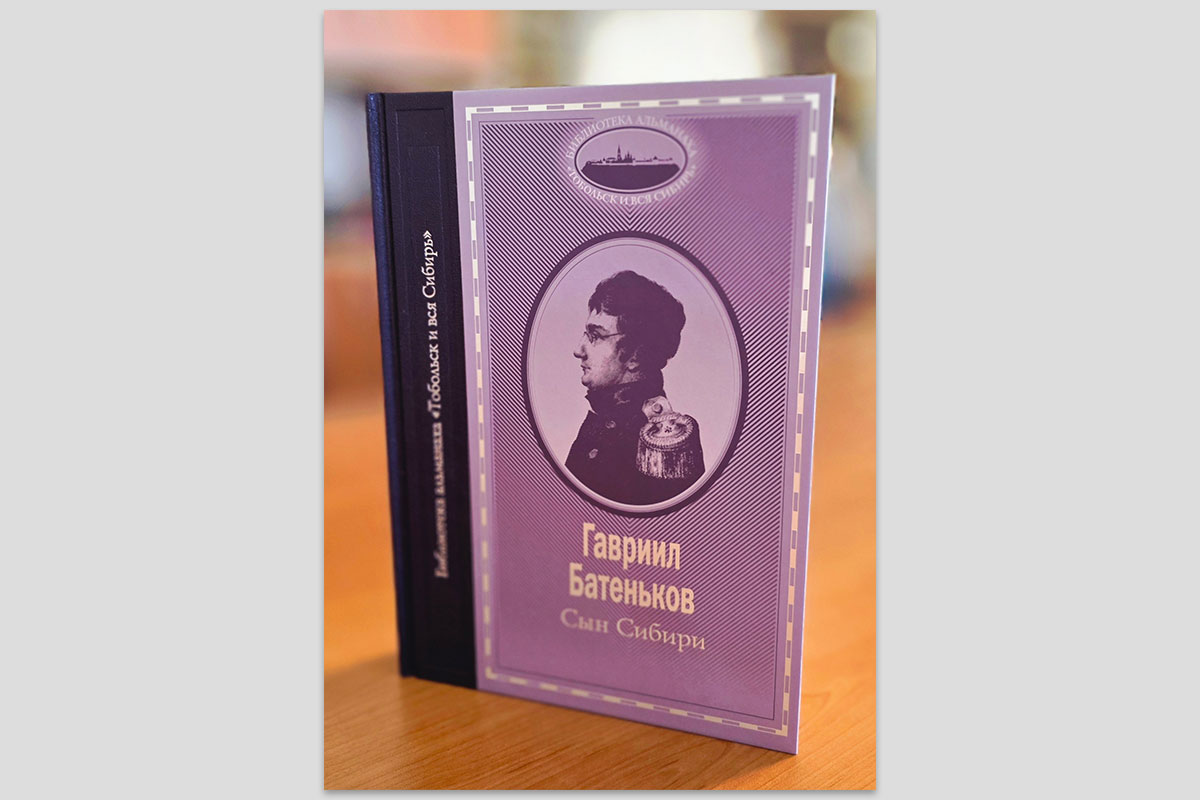 БИБЛИОТЕКА АЛЬМАНАХА
«ТОБОЛЬСК И ВСЯ СИБИРЬ»
Гавриил
Батеньков
Сын Сибири
Библиотека альманаха «Тобольск и вся Сибирь»